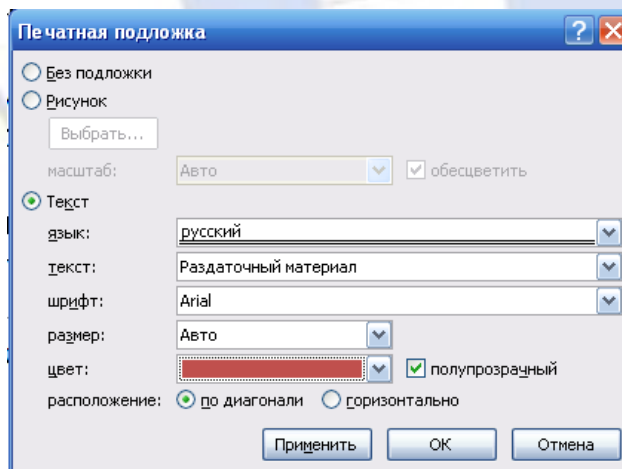 Печатная подложка
Без подложки
Рисунок
Выбрать...
масштаб: Авто обесцветить
Текст
язык: русский
текст: Раздаточный материал
шрифт: Arial
размер: Авто
цвет: полупрозрачный
расположение: по диагонали горизонтально
Применить ОК Отмена